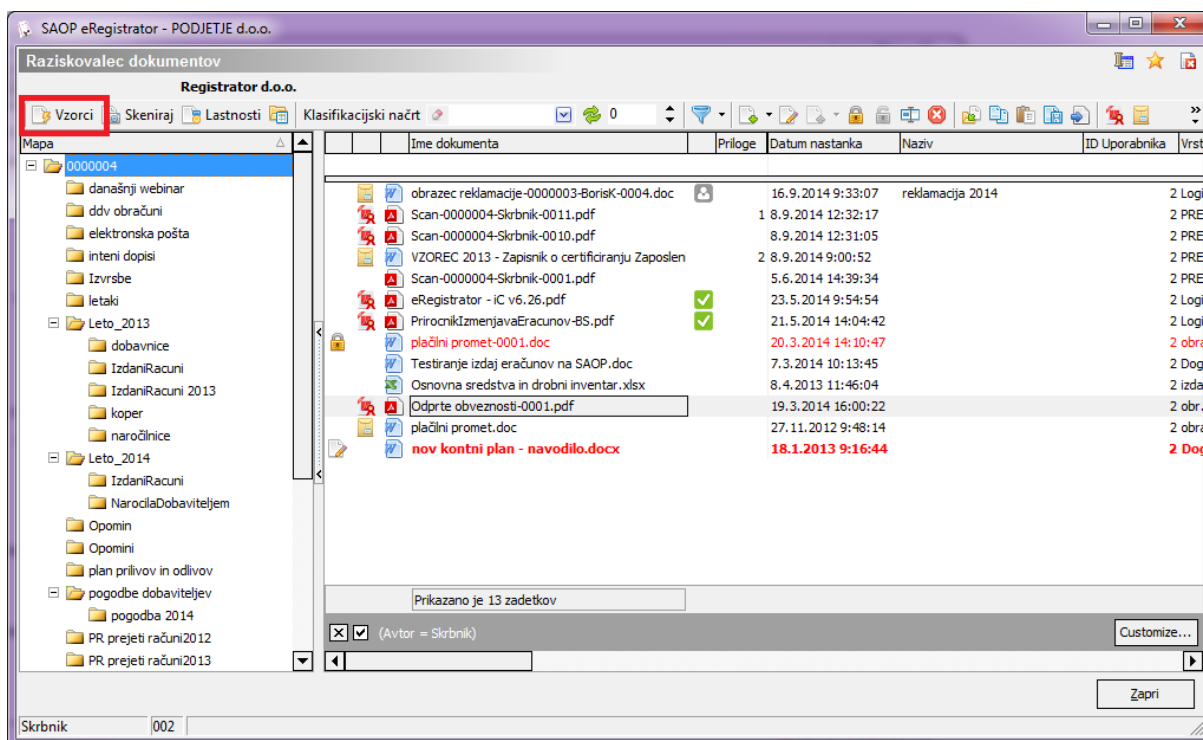 SAOP eRegistrator - PODJETJE d.o.o.
Raziskovalec dokumentov
Registrator d.o.o.
Vzorci Skeniraj Lastnosti Klasifikacijski načrt 0
Mapa
0000004
današnji webinar
ddv obračuni
elektronska pošta
inteni dopisi
Izvrsbe
letaki
Leto_2013
dobavnice
IzdaniRacuni
IzdaniRacuni 2013
koper
naročilnice
Leto_2014
IzdaniRacuni
NarocilaDobaviteljem
Opomin
Opomini
plan prilivov in odlivov
pogodbe dobaviteljev
pogodba 2014
PR prejeti računi2012
PR prejeti računi2013
Ime dokumenta Priloge Datum nastanka Naziv ID Uporabnika Vrst
obrazec reklamacije-0000003-BorisK-0004.doc 16.9.2014 9:33:07 reklamacija 2014 2 Logi
Scan-0000004-Skrbnik-0011.pdf 1 8.9.2014 12:32:17 2 PRE
Scan-0000004-Skrbnik-0010.pdf 8.9.2014 12:31:05 2 PRE
VZOREC 2013 - Zapisnik o certificiranju Zaposlen 2 8.9.2014 9:00:52 2 PRE
Scan-0000004-Skrbnik-0001.pdf 5.6.2014 14:39:34 2 PRE
eRegistrator - iC v6.26.pdf 23.5.2014 9:54:54 2 Logi
PrirocnikIzmenjavaEracunov-BS.pdf 21.5.2014 14:04:42 2 PRE
plačilni promet-0001.doc 20.3.2014 14:10:47 2 obra
Testiranje izdaj eračunov na SAOP.doc 7.3.2014 10:13:45 2 Dog
Osnovna sredstva in drobni inventar.xlsx 8.4.2013 11:46:04 2 izda
Odprte obveznosti-0001.pdf 19.3.2014 16:00:22 2 obr.
plačilni promet.doc 27.11.2012 9:48:14 2 obra
nov kontni plan - navodilo.docx 18.1.2013 9:16:44 2 Dog
Prikazano je 13 zadetkov
(Avtor = Skrbnik) Customize...
Zapri
Skrbnik 002